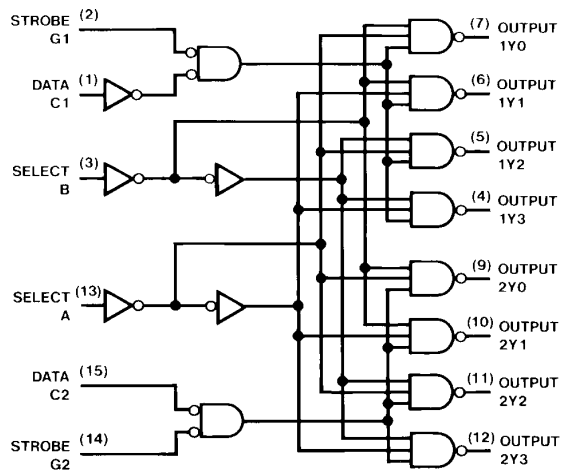 STROBE (2)
G1
DATA (1)
C1
SELECT (3)
B
SELECT (13)
A
DATA (15)
C2
STROBE (14)
G2
(7) OUTPUT
1Y0
(6) OUTPUT
1Y1
(5) OUTPUT
1Y2
(4) OUTPUT
1Y3
(9) OUTPUT
2Y0
(10) OUTPUT
2Y1
(11) OUTPUT
2Y2
(12) OUTPUT
2Y3